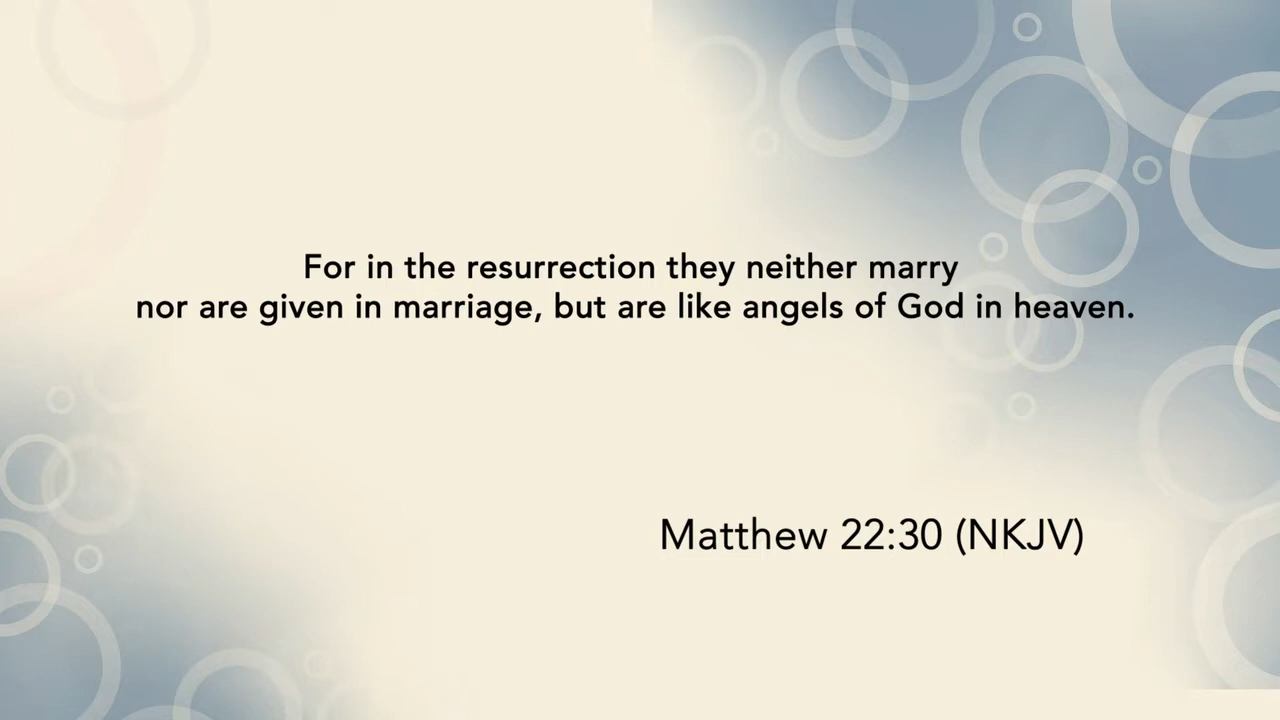 For in the resurrection they neither marry
nor are given in marriage, but are like angels of God in heaven.
Matthew 22:30 (NKJV)